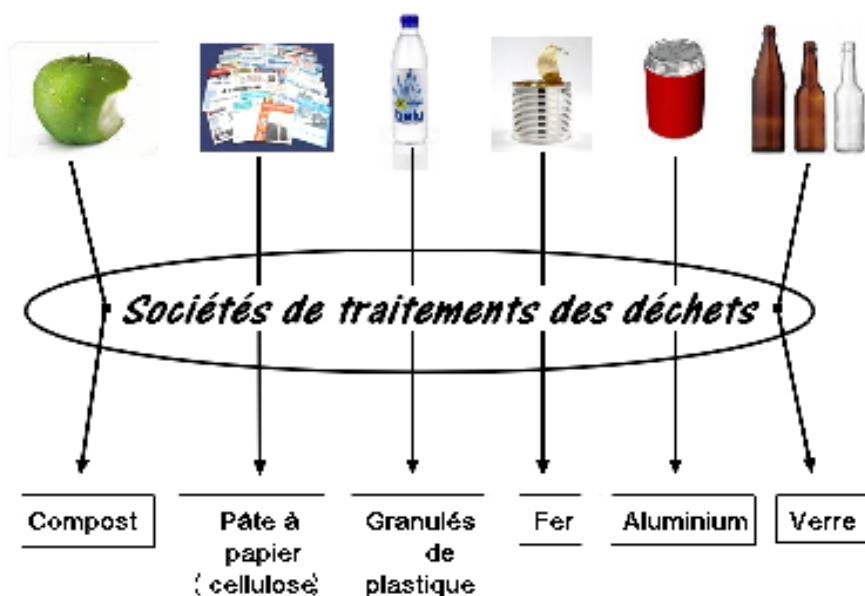 Sociétés de traitements des déchets
Compost
Pâte à
papier
(cellulose)
Granulés
de
plastique
Fer
Aluminium
Verre